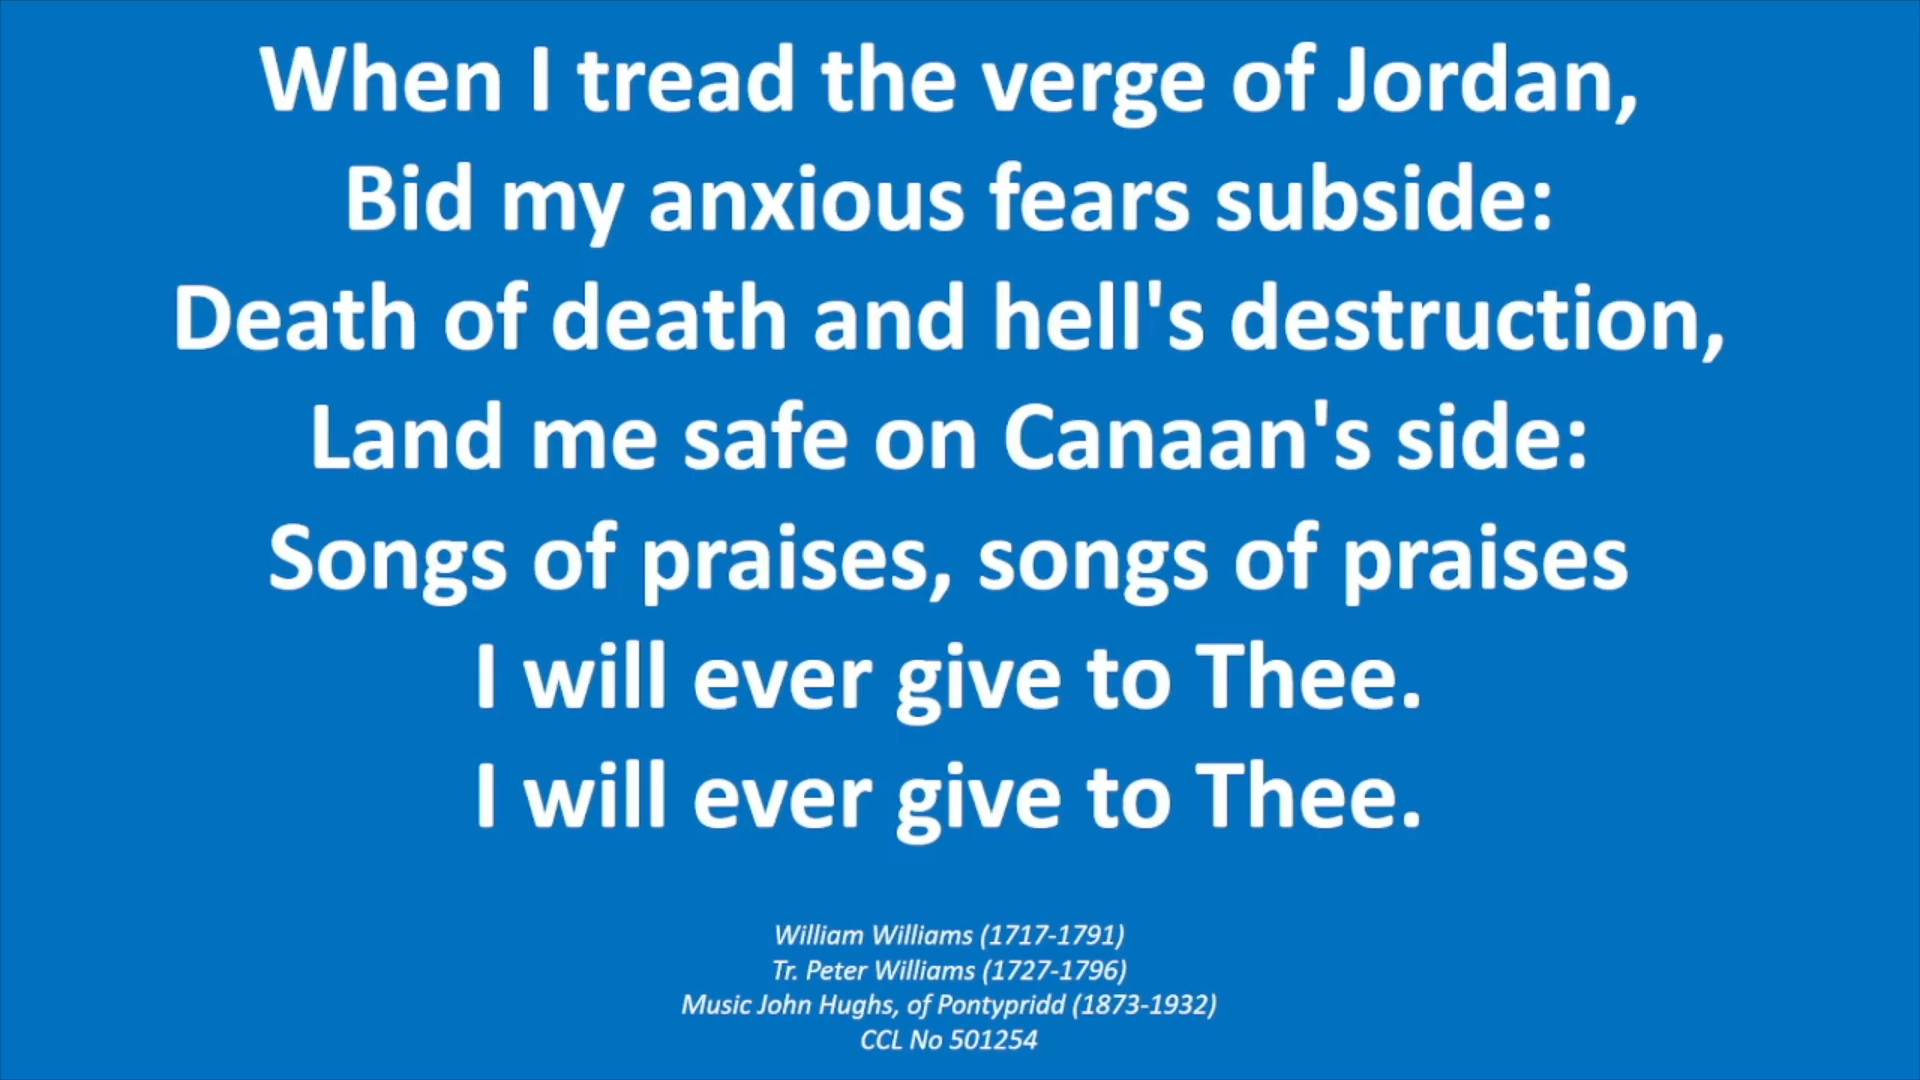 When I tread the verge of Jordan,
Bid my anxious fears subside:
Death of death and hell's destruction,
Land me safe on Canaan's side:
Songs of praises, songs of praises
I will ever give to Thee.
I will ever give to Thee.
William Williams (1717-1791)
Tr. Peter Williams (1727-1796)
Music John Hughs, of Pontypridd (1873-1932)
CCL No 501254